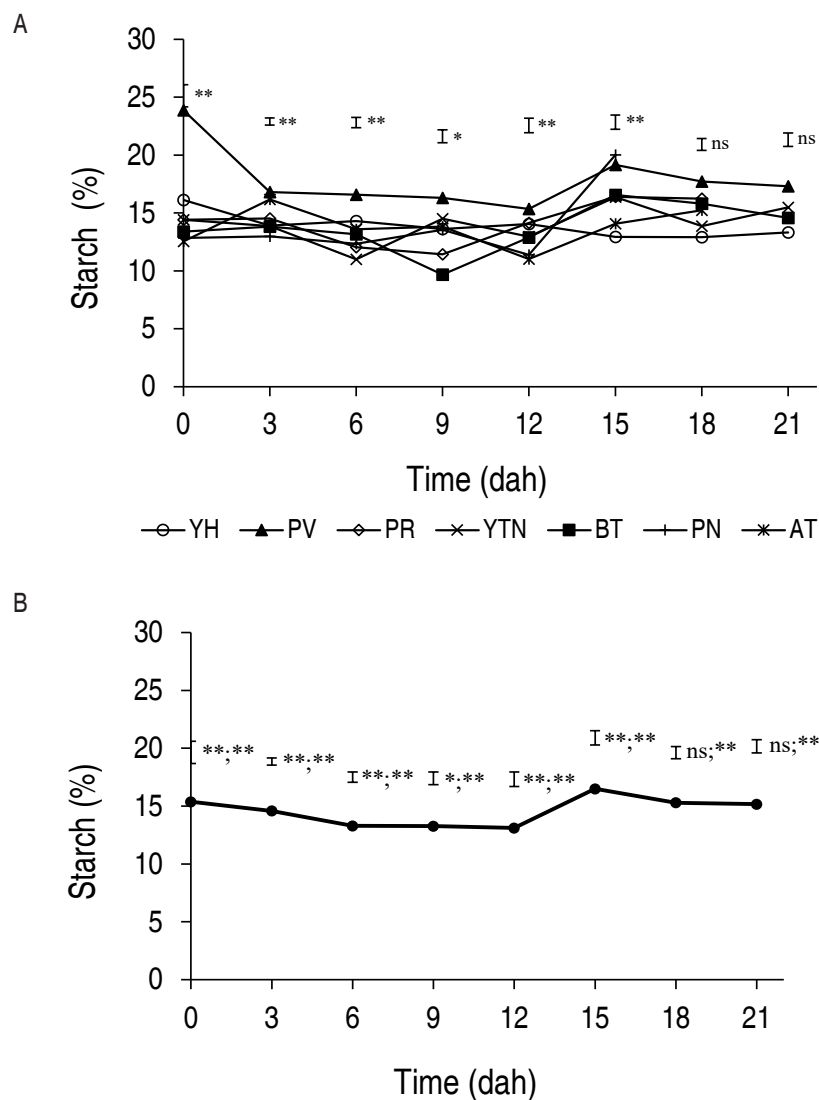 A
30
25
20
15
10
5
0
Starch (%)
** ** ** * ** ** ns ns
0 3 6 9 12 15 18 21
Time (dah)
YH PV PR YTN BT PN AT
B
30
25
20
15
10
5
0
Starch (%)
**;** **;** **;** *;** **;** **;** ns;** ns;**
0 3 6 9 12 15 18 21
Time (dah)